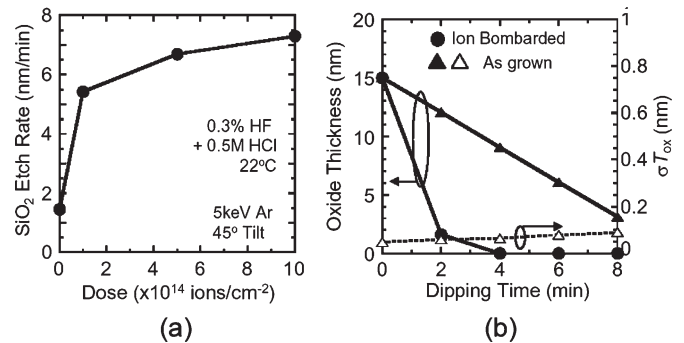 8
6
4
2
0
SiO2 Etch Rate (nm/min)
0.3% HF
+ 0.5M HCl
22ºC
5keV Ar
45º Tilt
0 2 4 6 8 10
Dose (x10^14 ions/cm^-2)
(a)
20
15
10
5
0
Oxide Thickness (nm)
Ion Bombarded
As grown
1
0.8
0.6
0.4
0.2
0
σTox (nm)
0 2 4 6 8
Dipping Time (min)
(b)